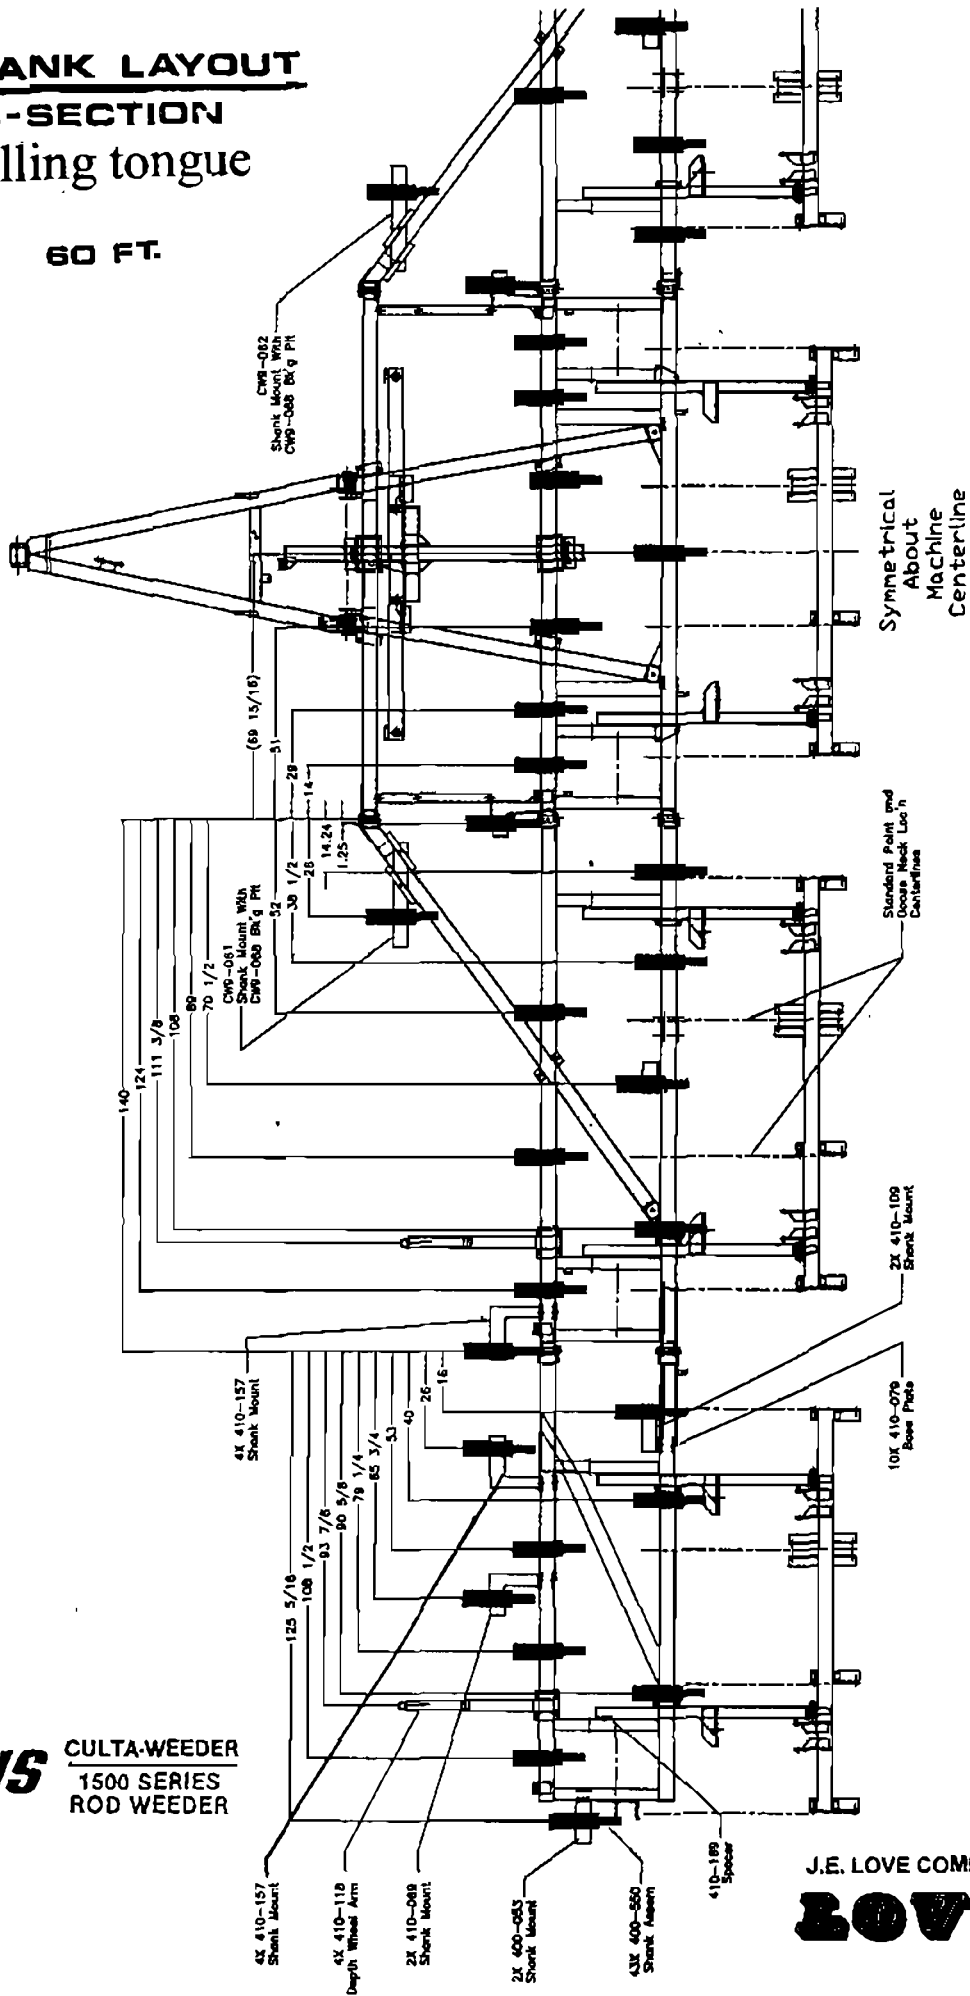 ANK LAYOUT
-SECTION
lling tongue
60 FT.
CW9-062
Shank Mount With
CW9-068 Bk'g Plt
(69 15/16)
51
29
14
14.24
1.25
26
38 1/2
52
CW9-061
Shank Mount With
CW9-068 Bk'g Plt
70 1/2
89
108
111 3/8
124
140
Symmetrical
About
Machine
Centerline
Standard Point and
Goose Neck Loc'n
Centerlines
4X 410-157
Shank Mount
16
26
40
53
65 3/4
79 1/4
90 5/8
93 7/8
108 1/2
125 5/16
2X 410-109
Shank Mount
10X 410-079
Base Plate
CULTA-WEEDER
1500 SERIES
ROD WEEDER
4X 410-157
Shank Mount
4X 410-118
Depth Wheel Arm
2X 410-089
Shank Mount
2X 400-053
Shank Mount
43X 400-550
Shank Assem
410-189
Spacer
J.E. LOVE COM
LOV